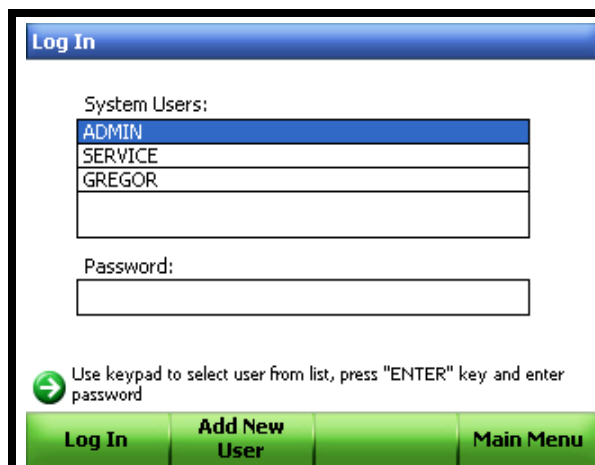 Log In
System Users:
ADMIN
SERVICE
GREGOR
Password:
Use keypad to select user from list, press "ENTER" key and enter
password
Log In
Add New
User
Main Menu